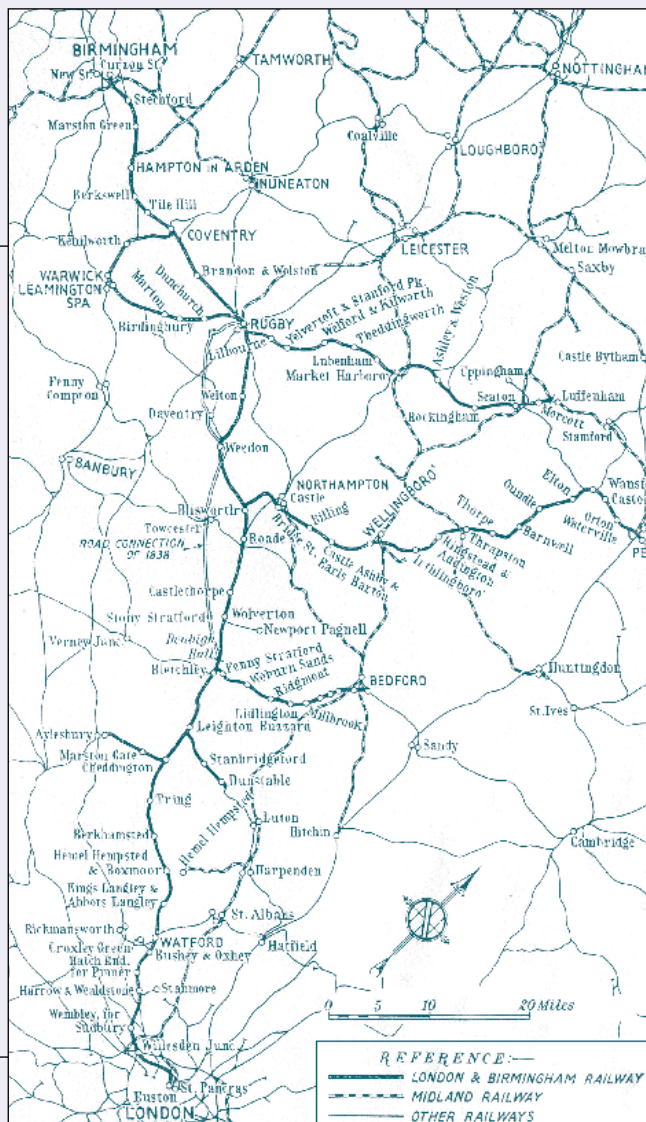 BIRMINGHAM
Curzon St.
New St.
TAMWORTH
NOTTINGHAM
Stechford
Marston Green
Coalville
LOUGHBORO'
HAMPTON IN ARDEN
NUNEATON
Berkswell
Tile Hill
Kenilworth
COVENTRY
LEICESTER
Melton Mowbray
Saxby
WARWICK
LEAMINGTON
SPA
Marton
Dunchurch
Brandon & Wolston
Birdingbury
RUGBY
Lilbourne
Yelvertoft & Stanford Pk
Welford & Kilworth
Theddingworth
Lubenham
Market Harboro'
Ashley & Weston
Uppingham
Castle Bytham
Fenny
Compton
Welton
Daventry
Rockingham
Seaton
Morcott
Luffenham
Stamford
Weedon
BANBURY
NORTHAMPTON
Castle
Bridge St.
Billing
WELLINGBORO'
Blisworth
Towcester
ROAD CONNECTION
OF 1838
Roade
Castle Ashby &
Earls Barton
Irthlingboro'
Ringstead &
Addington
Thrapston
Thorpe
Barnwell
Oundle
Elton
Wansf
Castor
Orton
Waterville
PE
Castlethorpe
Stony Stratford
Wolverton
Newport Pagnell
Verney Junc.
Denbigh
Hall
Bletchley
Fenny Stratford
Woburn Sands
Ridgmont
Lidlington
Millbrook
BEDFORD
Huntingdon
St. Ives
Aylesbury
Leighton Buzzard
Sandy
Marston Gate
Cheddington
Stanbridgeford
Dunstable
Tring
Luton
Hitchin
Cambridge
Berkhamsted
Hemel Hempsted
Hemel Hempsted
& Boxmoor
Harpenden
Kings Langley &
Abbots Langley
St. Albans
Rickmansworth
WATFORD
Hatfield
Croxley Green
Bushey & Oxhey
Hatch End,
for Pinner
Harrow & Wealdstone
Stanmore
Wembley, for
Sudbury
Willesden Junc.
St. Pancras
Euston
LONDON
0 5 10 20 Miles
REFERENCE:—
LONDON & BIRMINGHAM RAILWAY
MIDLAND RAILWAY
OTHER RAILWAYS